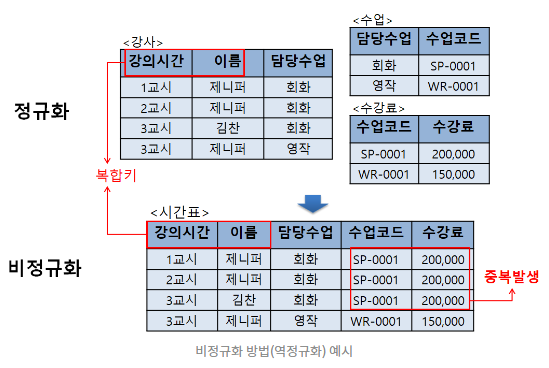 <강사>
강의시간 이름 담당수업
1교시 제니퍼 회화
2교시 제니퍼 회화
3교시 김찬 회화
3교시 제니퍼 영작
<수업>
담당수업 수업코드
회화 SP-0001
영작 WR-0001
<수강료>
수업코드 수강료
SP-0001 200,000
WR-0001 150,000
정규화
복합키
<시간표>
강의시간 이름 담당수업 수업코드 수강료
1교시 제니퍼 회화 SP-0001 200,000
2교시 제니퍼 회화 SP-0001 200,000
3교시 김찬 회화 SP-0001 200,000
3교시 제니퍼 영작 WR-0001 150,000
비정규화
중복발생
비정규화 방법(역정규화) 예시